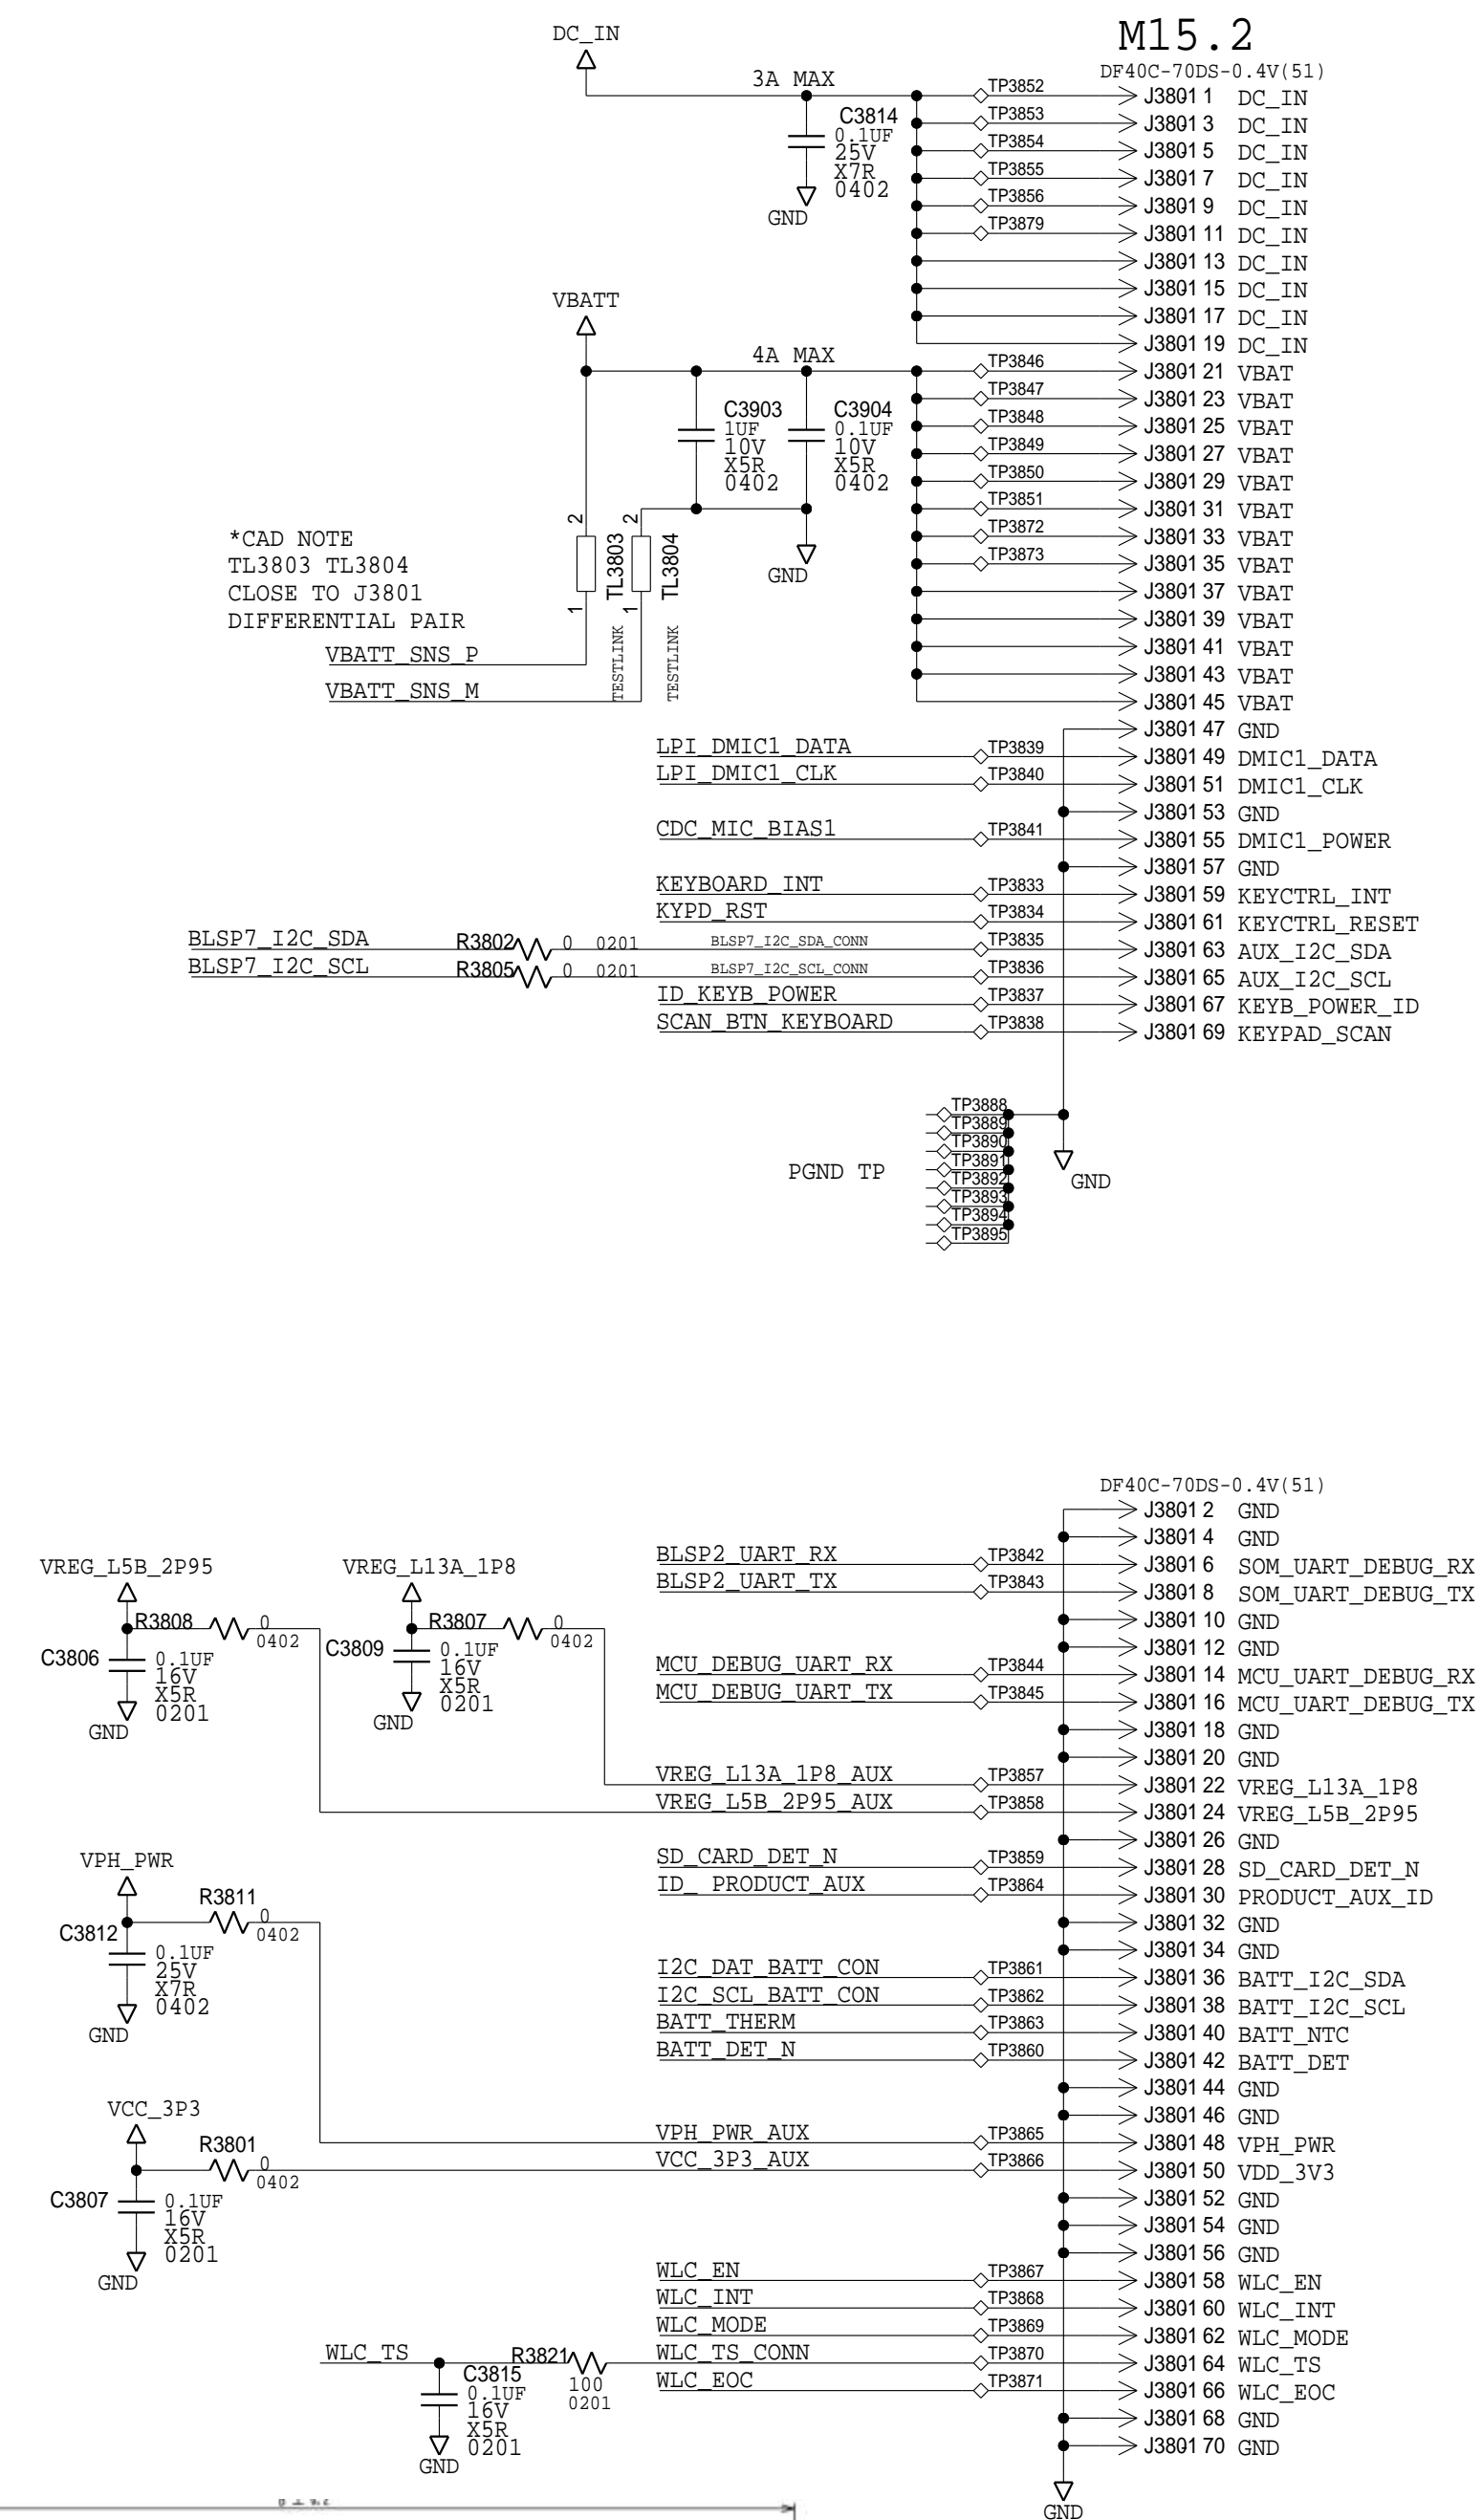 M15.2
DC_IN
DF40C-70DS-0.4V(51)
3A MAX
TP3852 J3801 1 DC_IN
TP3853 J3801 3 DC_IN
C3814
0.1UF
25V
X7R
0402
GND
TP3854 J3801 5 DC_IN
TP3855 J3801 7 DC_IN
TP3856 J3801 9 DC_IN
TP3879 J3801 11 DC_IN
J3801 13 DC_IN
J3801 15 DC_IN
J3801 17 DC_IN
J3801 19 DC_IN
VBATT
4A MAX
TP3846 J3801 21 VBAT
TP3847 J3801 23 VBAT
TP3848 J3801 25 VBAT
TP3849 J3801 27 VBAT
TP3850 J3801 29 VBAT
TP3851 J3801 31 VBAT
TP3872 J3801 33 VBAT
TP3873 J3801 35 VBAT
J3801 37 VBAT
J3801 39 VBAT
J3801 41 VBAT
J3801 43 VBAT
J3801 45 VBAT
C3903
1UF
10V
X5R
0402
C3904
0.1UF
10V
X5R
0402
GND
2 TL3803 1 TESTLINK
2 TL3804 1 TESTLINK
*CAD NOTE
TL3803 TL3804
CLOSE TO J3801
DIFFERENTIAL PAIR
VBATT_SNS_P
VBATT_SNS_M
J3801 47 GND
LPI_DMIC1_DATA TP3839 J3801 49 DMIC1_DATA
LPI_DMIC1_CLK TP3840 J3801 51 DMIC1_CLK
J3801 53 GND
CDC_MIC_BIAS1 TP3841 J3801 55 DMIC1_POWER
J3801 57 GND
KEYBOARD_INT TP3833 J3801 59 KEYCTRL_INT
KYPD_RST TP3834 J3801 61 KEYCTRL_RESET
BLSP7_I2C_SDA R3802 0 0201 BLSP7_I2C_SDA_CONN TP3835 J3801 63 AUX_I2C_SDA
BLSP7_I2C_SCL R3805 0 0201 BLSP7_I2C_SCL_CONN TP3836 J3801 65 AUX_I2C_SCL
ID_KEYB_POWER TP3837 J3801 67 KEYB_POWER_ID
SCAN_BTN_KEYBOARD TP3838 J3801 69 KEYPAD_SCAN
PGND TP
TP3888
TP3889
TP3890
TP3891
TP3892
TP3893
TP3894
TP3895
GND
DF40C-70DS-0.4V(51)
J3801 2 GND
J3801 4 GND
BLSP2_UART_RX TP3842 J3801 6 SOM_UART_DEBUG_RX
BLSP2_UART_TX TP3843 J3801 8 SOM_UART_DEBUG_TX
J3801 10 GND
J3801 12 GND
MCU_DEBUG_UART_RX TP3844 J3801 14 MCU_UART_DEBUG_RX
MCU_DEBUG_UART_TX TP3845 J3801 16 MCU_UART_DEBUG_TX
J3801 18 GND
J3801 20 GND
VREG_L13A_1P8_AUX TP3857 J3801 22 VREG_L13A_1P8
VREG_L5B_2P95_AUX TP3858 J3801 24 VREG_L5B_2P95
J3801 26 GND
SD_CARD_DET_N TP3859 J3801 28 SD_CARD_DET_N
ID_ PRODUCT_AUX TP3864 J3801 30 PRODUCT_AUX_ID
J3801 32 GND
J3801 34 GND
I2C_DAT_BATT_CON TP3861 J3801 36 BATT_I2C_SDA
I2C_SCL_BATT_CON TP3862 J3801 38 BATT_I2C_SCL
BATT_THERM TP3863 J3801 40 BATT_NTC
BATT_DET_N TP3860 J3801 42 BATT_DET
J3801 44 GND
J3801 46 GND
VPH_PWR_AUX TP3865 J3801 48 VPH_PWR
VCC_3P3_AUX TP3866 J3801 50 VDD_3V3
J3801 52 GND
J3801 54 GND
J3801 56 GND
WLC_EN TP3867 J3801 58 WLC_EN
WLC_INT TP3868 J3801 60 WLC_INT
WLC_MODE TP3869 J3801 62 WLC_MODE
WLC_TS_CONN TP3870 J3801 64 WLC_TS
WLC_EOC TP3871 J3801 66 WLC_EOC
J3801 68 GND
J3801 70 GND
GND
VREG_L5B_2P95
R3808 0
0402
C3806
0.1UF
16V
X5R
0201
GND
VREG_L13A_1P8
R3807 0
0402
C3809
0.1UF
16V
X5R
0201
GND
VPH_PWR
R3811
0
0402
C3812
0.1UF
25V
X7R
0402
GND
VCC_3P3
R3801
0
0402
C3807
0.1UF
16V
X5R
0201
GND
WLC_TS
R3821
100
0201
C3815
0.1UF
16V
X5R
0201
GND